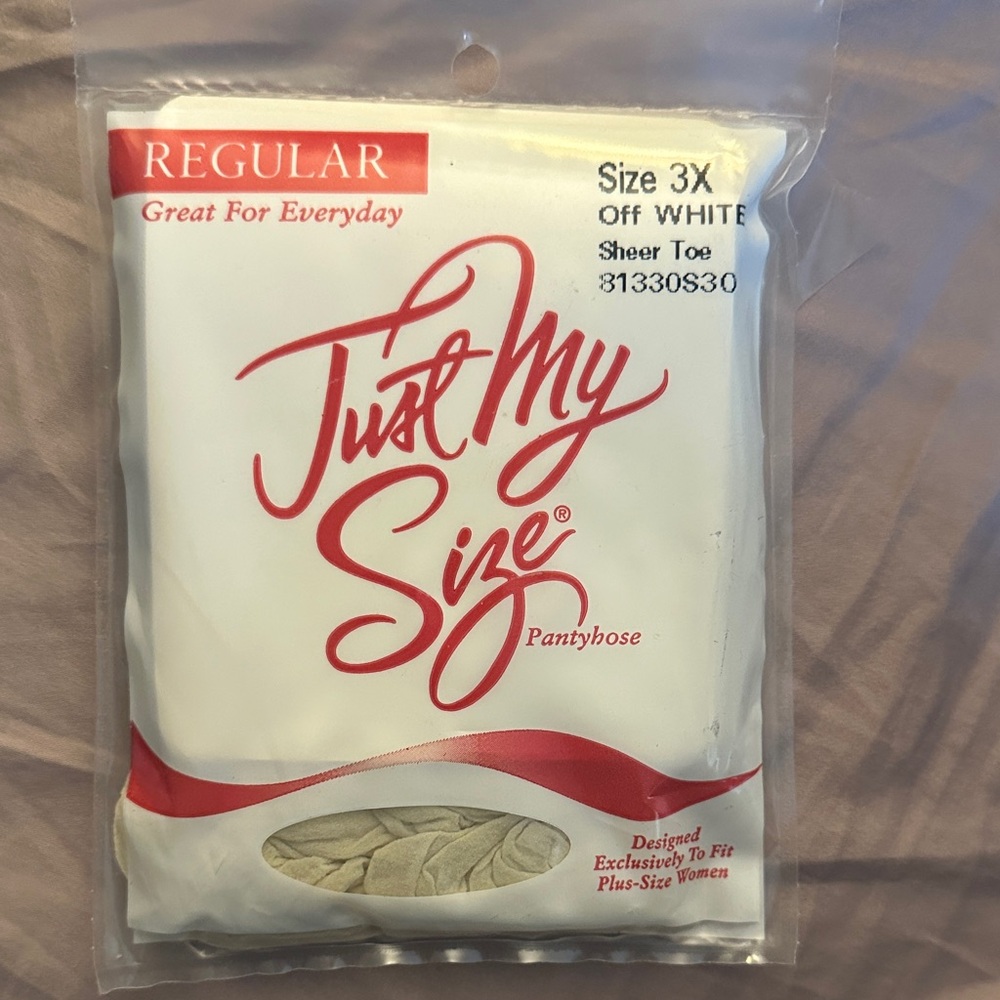 REGULAR
Great For Everyday
Size 3X
Off WHITE
Sheer Toe
81330S30
Just My
Size®
Pantyhose
Designed
Exclusively To Fit
Plus-Size Women